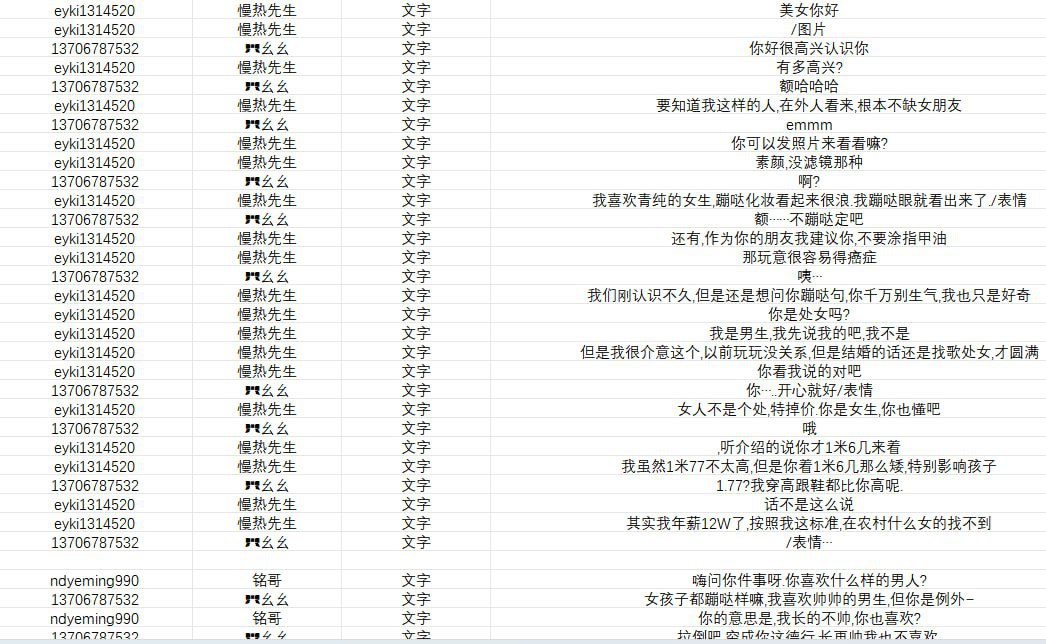 eyki1314520 慢热先生 文字 美女你好
eyki1314520 慢热先生 文字 /图片
13706787532 幺幺 文字 你好很高兴认识你
eyki1314520 慢热先生 文字 有多高兴?
13706787532 幺幺 文字 额哈哈哈
eyki1314520 慢热先生 文字 要知道我这样的人,在外人看来,根本不缺女朋友
13706787532 幺幺 文字 emmm
eyki1314520 慢热先生 文字 你可以发照片来看看嘛?
eyki1314520 慢热先生 文字 素颜,没滤镜那种
13706787532 幺幺 文字 啊?
eyki1314520 慢热先生 文字 我喜欢青纯的女生,蹦哒化妆看起来很浪.我蹦哒眼就看出来了./表情
13706787532 幺幺 文字 额……不蹦哒定吧
eyki1314520 慢热先生 文字 还有,作为你的朋友我建议你,不要涂指甲油
eyki1314520 慢热先生 文字 那玩意很容易得癌症
13706787532 幺幺 文字 咦…
eyki1314520 慢热先生 文字 我们刚认识不久,但是还是想问你蹦哒句,你千万别生气,我也只是好奇
eyki1314520 慢热先生 文字 你是处女吗?
eyki1314520 慢热先生 文字 我是男生,我先说我的吧,我不是
eyki1314520 慢热先生 文字 但是我很介意这个,以前玩玩没关系,但是结婚的话还是找歌处女,才圆满
eyki1314520 慢热先生 文字 你看我说的对吧
13706787532 幺幺 文字 你…..开心就好/表情
eyki1314520 慢热先生 文字 女人不是个处,特掉价.你是女生,你也懂吧
13706787532 幺幺 文字 哦
eyki1314520 慢热先生 文字 ,听介绍的说你才1米6几来着
eyki1314520 慢热先生 文字 我虽然1米77不太高,但是你着1米6几那么矮,特别影响孩子
13706787532 幺幺 文字 1.77?我穿高跟鞋都比你高呢.
eyki1314520 慢热先生 文字 话不是这么说
eyki1314520 慢热先生 文字 其实我年薪12W了,按照我这标准,在农村什么女的找不到
13706787532 幺幺 文字 /表情…
ndyeming990 铭哥 文字 嗨问你件事呀.你喜欢什么样的男人?
13706787532 幺幺 文字 女孩子都蹦哒样嘛,我喜欢帅帅的男生,但你是例外–
ndyeming990 铭哥 文字 你的意思是,我长的不帅,你也喜欢?
13706787532 幺幺 文字 拉倒吧,穷成你这德行,长再帅我也不喜欢